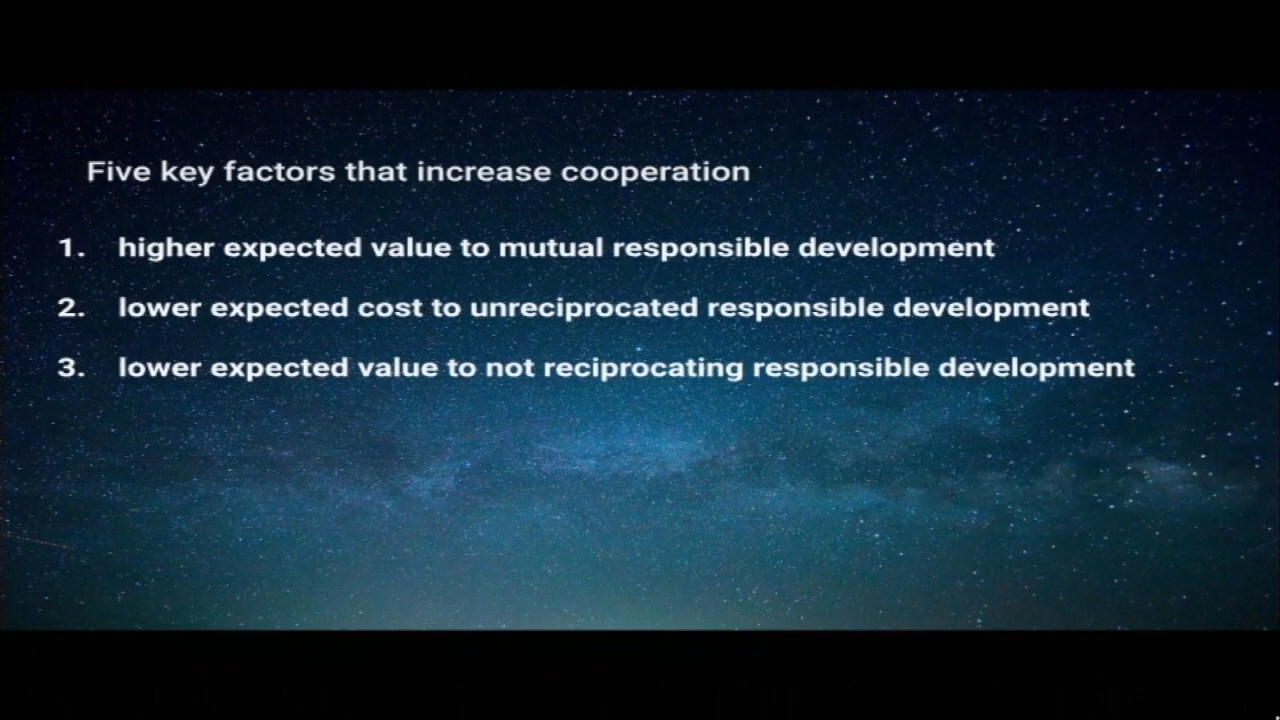 Five key factors that increase cooperation
1. higher expected value to mutual responsible development
2. lower expected cost to unreciprocated responsible development
3. lower expected value to not reciprocating responsible development